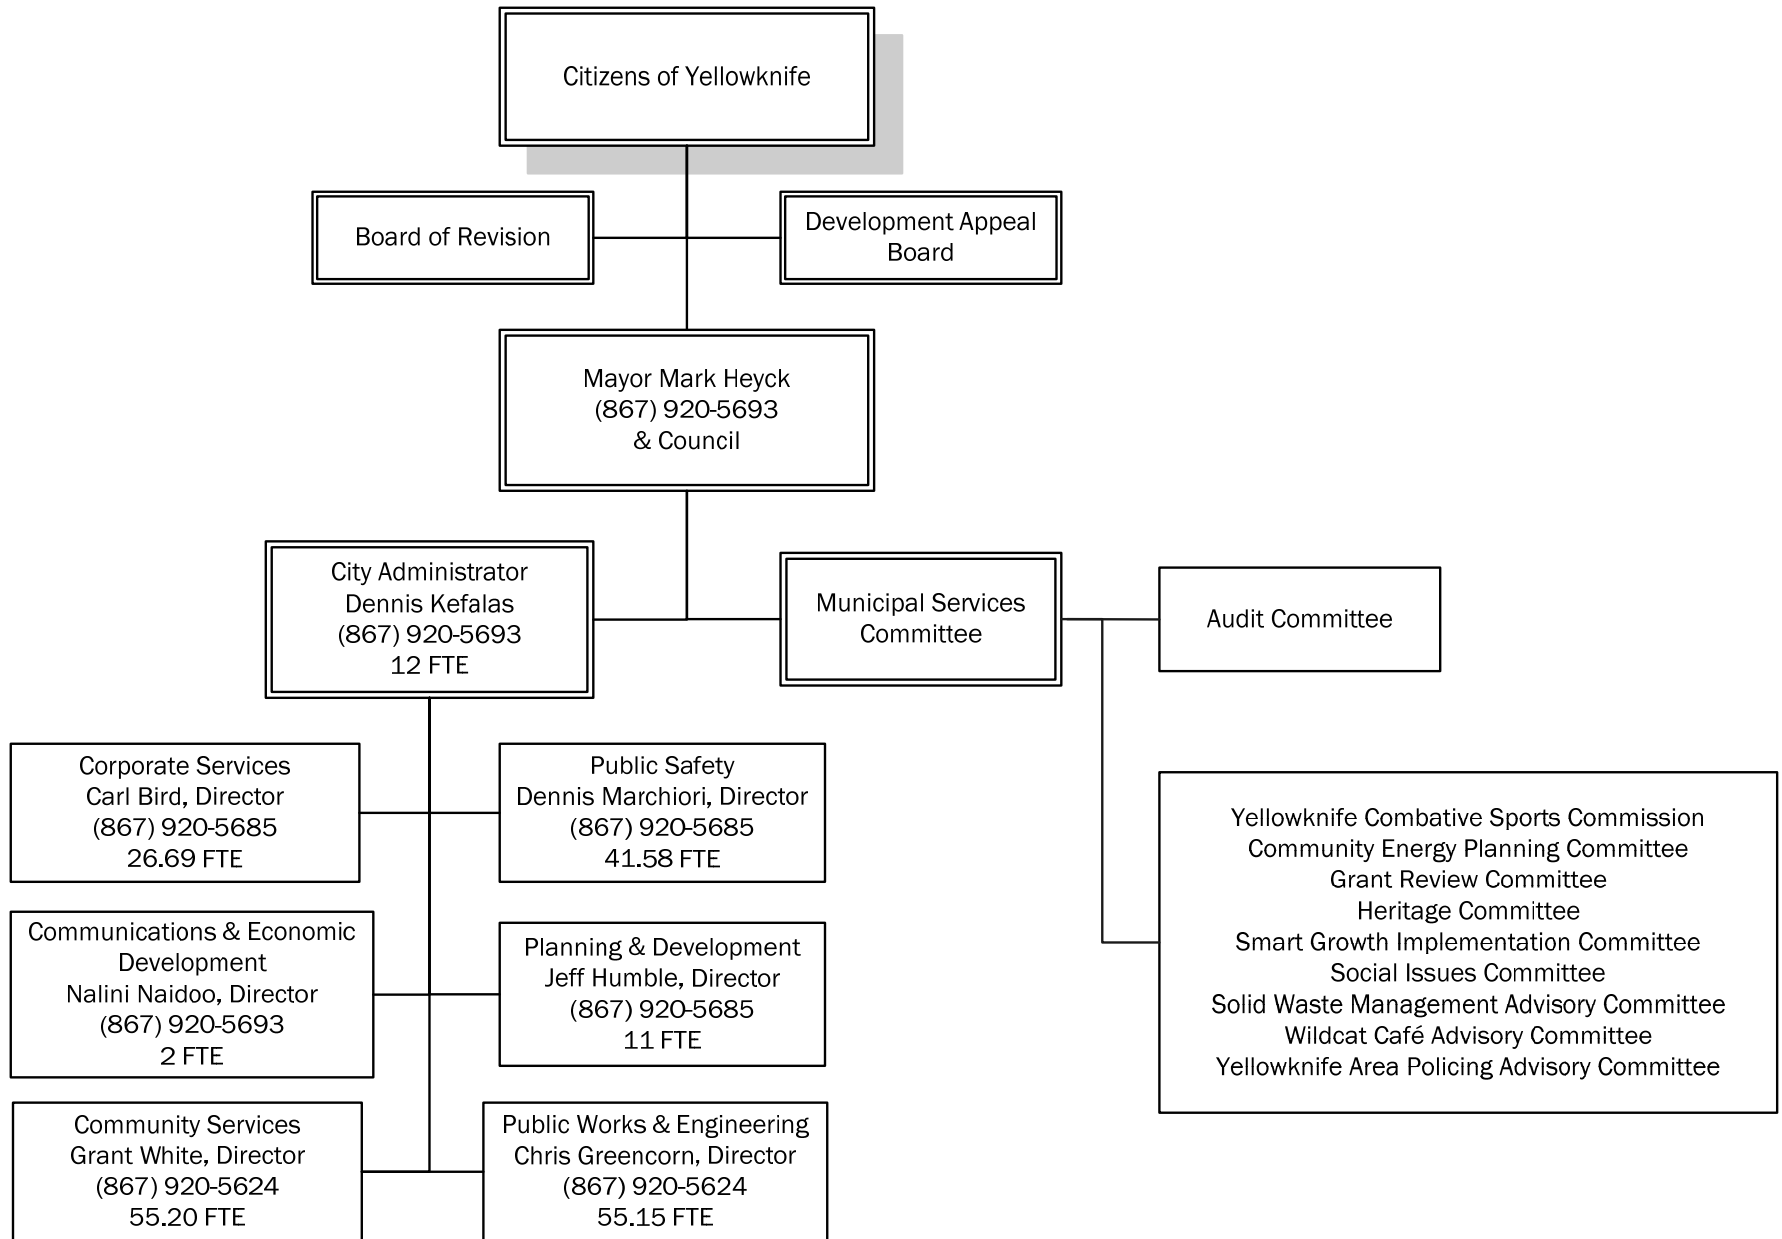 Citizens of Yellowknife
Board of Revision
Development Appeal
Board
Mayor Mark Heyck
(867) 920-5693
& Council
City Administrator
Dennis Kefalas
(867) 920-5693
12 FTE
Municipal Services
Committee
Audit Committee
Corporate Services
Carl Bird, Director
(867) 920-5685
26.69 FTE
Public Safety
Dennis Marchiori, Director
(867) 920-5685
41.58 FTE
Communications & Economic
Development
Nalini Naidoo, Director
(867) 920-5693
2 FTE
Planning & Development
Jeff Humble, Director
(867) 920-5685
11 FTE
Community Services
Grant White, Director
(867) 920-5624
55.20 FTE
Public Works & Engineering
Chris Greencorn, Director
(867) 920-5624
55.15 FTE
Yellowknife Combative Sports Commission
Community Energy Planning Committee
Grant Review Committee
Heritage Committee
Smart Growth Implementation Committee
Social Issues Committee
Solid Waste Management Advisory Committee
Wildcat Café Advisory Committee
Yellowknife Area Policing Advisory Committee